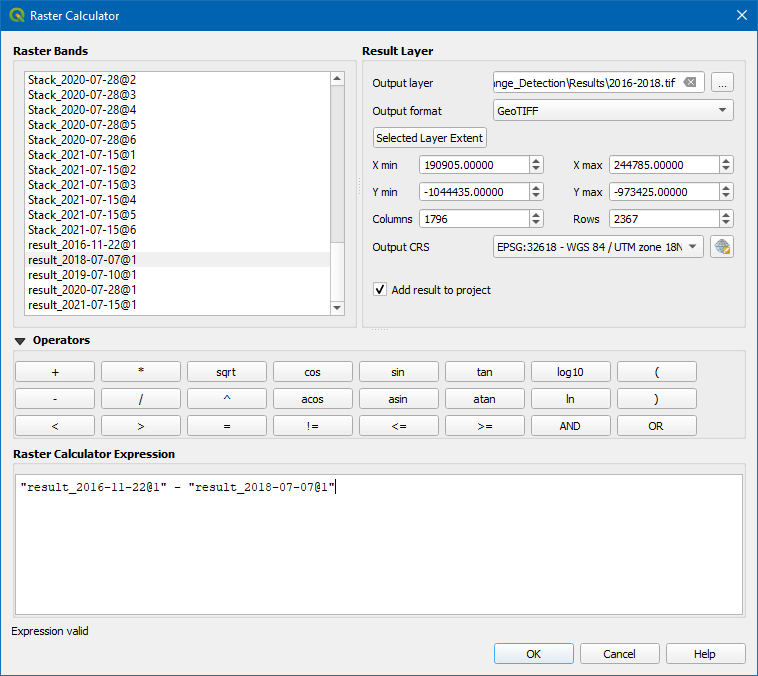 Raster Calculator
Raster Bands
Stack_2020-07-28@2
Stack_2020-07-28@3
Stack_2020-07-28@4
Stack_2020-07-28@5
Stack_2020-07-28@6
Stack_2021-07-15@1
Stack_2021-07-15@2
Stack_2021-07-15@3
Stack_2021-07-15@4
Stack_2021-07-15@5
Stack_2021-07-15@6
result_2016-11-22@1
result_2018-07-07@1
result_2019-07-10@1
result_2020-07-28@1
result_2021-07-15@1
Result Layer
Output layer nge_Detection\Results\2016-2018.tif ...
Output format GeoTIFF
Selected Layer Extent
X min 190905.00000 X max 244785.00000
Y min -1044435.00000 Y max -973425.00000
Columns 1796 Rows 2367
Output CRS EPSG:32618 - WGS 84 / UTM zone 18N
Add result to project
Operators
+ * sqrt cos sin tan log10 (
- / ^ acos asin atan ln )
< > = != <= >= AND OR
Raster Calculator Expression
"result_2016-11-22@1" - "result_2018-07-07@1"
Expression valid
OK Cancel Help